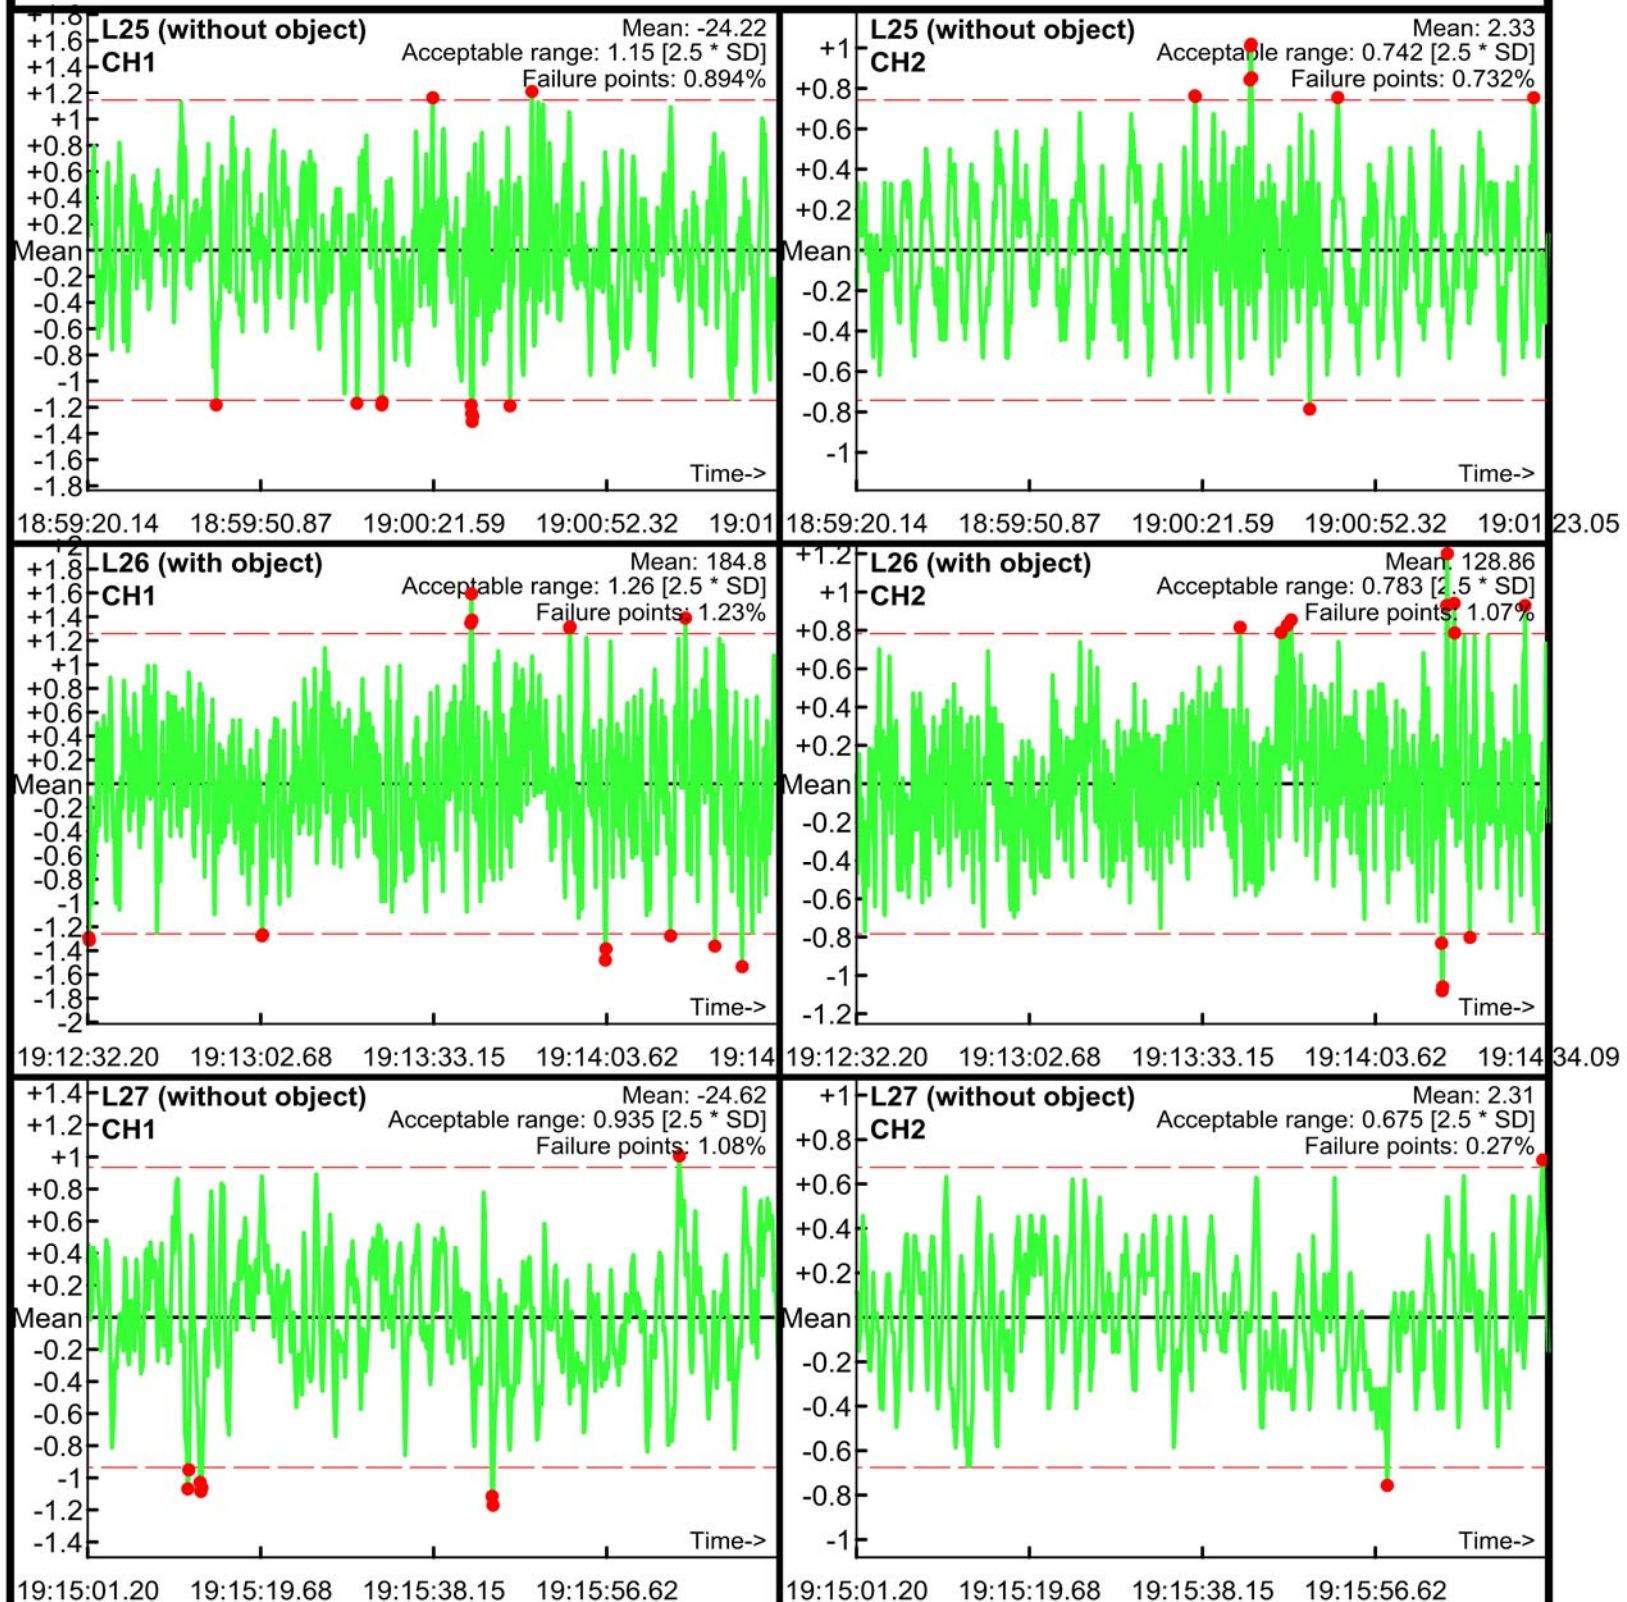 L25 (without object)
CH1
Mean: -24.22
Acceptable range: 1.15 [2.5 * SD]
Failure points: 0.894%
+1.8
+1.6
+1.4
+1.2
+1
+0.8
+0.6
+0.4
+0.2
Mean
-0.2
-0.4
-0.6
-0.8
-1
-1.2
-1.4
-1.6
-1.8
Time->
18:59:20.14 18:59:50.87 19:00:21.59 19:00:52.32 19:01
L25 (without object)
CH2
Mean: 2.33
Acceptable range: 0.742 [2.5 * SD]
Failure points: 0.732%
+1
+0.8
+0.6
+0.4
+0.2
Mean
-0.2
-0.4
-0.6
-0.8
-1
Time->
18:59:20.14 18:59:50.87 19:00:21.59 19:00:52.32 19:01:23.05
L26 (with object)
CH1
Mean: 184.8
Acceptable range: 1.26 [2.5 * SD]
Failure points: 1.23%
+2
+1.8
+1.6
+1.4
+1.2
+1
+0.8
+0.6
+0.4
+0.2
Mean
-0.2
-0.4
-0.6
-0.8
-1
-1.2
-1.4
-1.6
-1.8
-2
Time->
19:12:32.20 19:13:02.68 19:13:33.15 19:14:03.62 19:14
L26 (with object)
CH2
Mean: 128.86
Acceptable range: 0.783 [2.5 * SD]
Failure points: 1.07%
+1.2
+1
+0.8
+0.6
+0.4
+0.2
Mean
-0.2
-0.4
-0.6
-0.8
-1
-1.2
Time->
19:12:32.20 19:13:02.68 19:13:33.15 19:14:03.62 19:14:34.09
L27 (without object)
CH1
Mean: -24.62
Acceptable range: 0.935 [2.5 * SD]
Failure points: 1.08%
+1.4
+1.2
+1
+0.8
+0.6
+0.4
+0.2
Mean
-0.2
-0.4
-0.6
-0.8
-1
-1.2
-1.4
Time->
19:15:01.20 19:15:19.68 19:15:38.15 19:15:56.62
L27 (without object)
CH2
Mean: 2.31
Acceptable range: 0.675 [2.5 * SD]
Failure points: 0.27%
+1
+0.8
+0.6
+0.4
+0.2
Mean
-0.2
-0.4
-0.6
-0.8
-1
Time->
19:15:01.20 19:15:19.68 19:15:38.15 19:15:56.62